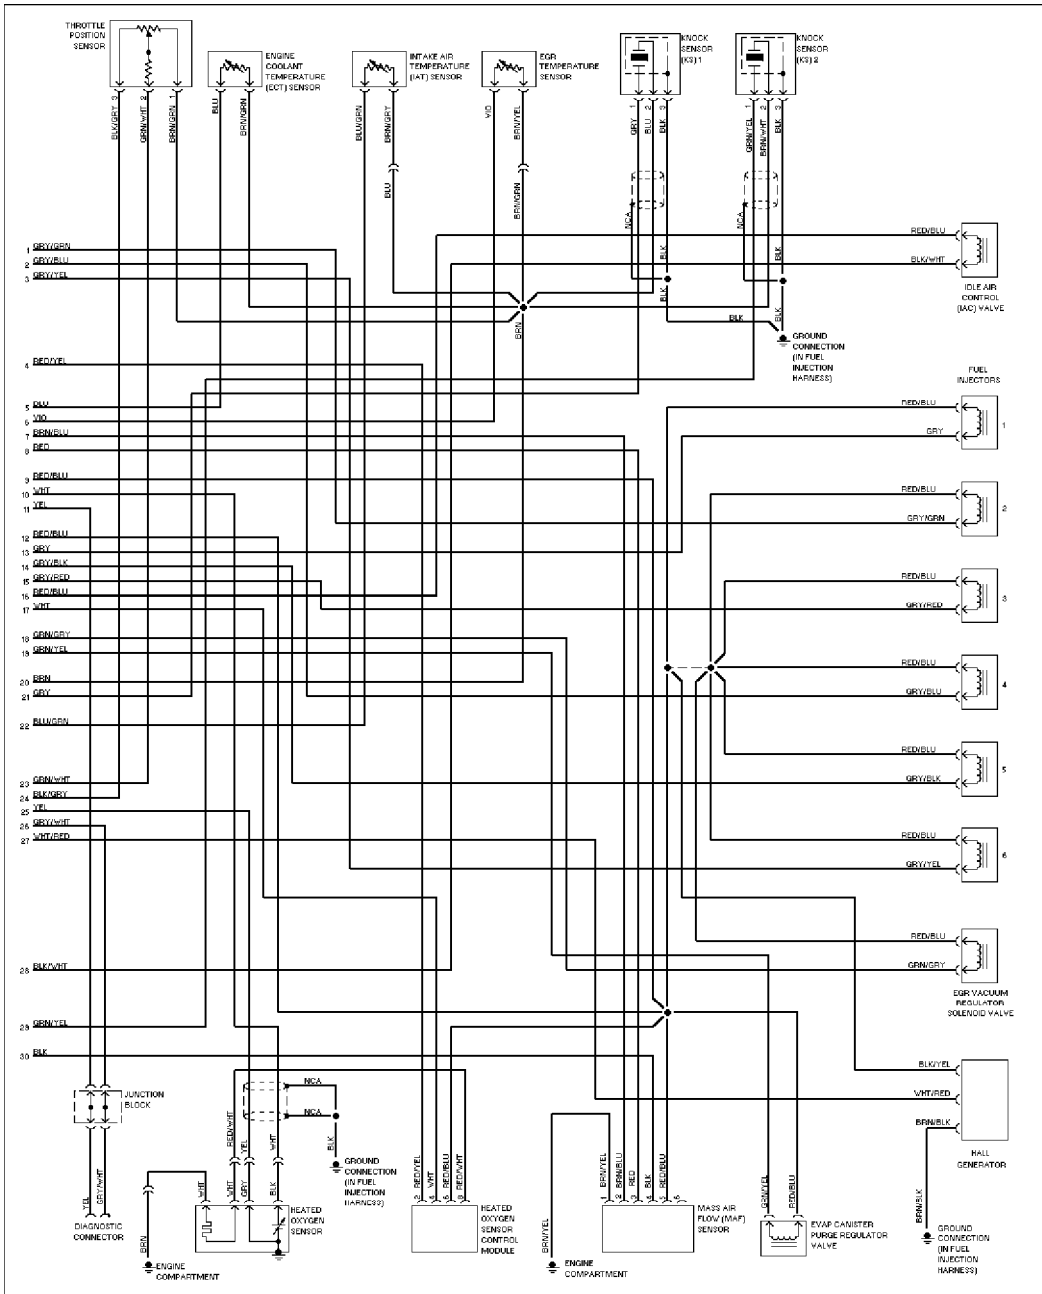 THROTTLE
POSITION
SENSOR
ENGINE
COOLANT
TEMPERATURE
(ECT) SENSOR
INTAKE AIR
TEMPERATURE
(IAT) SENSOR
EGR
TEMPERATURE
SENSOR
KNOCK
SENSOR
(KS) 1
KNOCK
SENSOR
(KS) 2
3 2 1
BLK/GRY
GRN/WHT
BRN/GRN
BLU
BRN/GRN
BLU/GRN
BRN/GRY
VIO
BRN/YEL
1 2 3
GRY
BLU
BLK
1 2 3
GRN/YEL
BRN/WHT
BLK
BLU
BRN/GRN
NCA
NCA
BLK
BLK
BLK
BLK
BLK
BRN
RED/BLU
BLK/WHT
IDLE AIR
CONTROL
(IAC) VALVE
GROUND
CONNECTION
(IN FUEL
INJECTION
HARNESS)
1 GRY/GRN
2 GRY/BLU
3 GRY/YEL
4 RED/YEL
5 BLU
6 VIO
7 BRN/BLU
8 RED
9 RED/BLU
10 WHT
11 YEL
12 RED/BLU
13 GRY
14 GRY/BLK
15 GRY/RED
16 RED/BLU
17 WHT
18 GRN/GRY
19 GRN/YEL
20 BRN
21 GRY
22 BLU/GRN
23 GRN/WHT
24 BLK/GRY
25 YEL
26 GRY/WHT
27 WHT/RED
28 BLK/WHT
29 GRN/YEL
30 BLK
FUEL
INJECTORS
RED/BLU
GRY
1
RED/BLU
GRY/GRN
2
RED/BLU
GRY/RED
3
RED/BLU
GRY/BLU
4
RED/BLU
GRY/BLK
5
RED/BLU
GRY/YEL
6
RED/BLU
GRN/GRY
EGR VACUUM
REGULATOR
SOLENOID VALVE
BLK/YEL
WHT/RED
BRN/BLK
HALL
GENERATOR
BRN/BLK
GROUND
CONNECTION
(IN FUEL
INJECTION
HARNESS)
JUNCTION
BLOCK
YEL
GRY/WHT
DIAGNOSTIC
CONNECTOR
NCA
NCA
BLK
GROUND
CONNECTION
(IN FUEL
INJECTION
HARNESS)
RED/WHT
YEL
WHT
WHT
WHT
GRY
BLK
BRN
ENGINE
COMPARTMENT
HEATED
OXYGEN
SENSOR
RED/YEL
WHT
RED/BLU
RED/WHT
2 4 6 8
HEATED
OXYGEN
SENSOR
CONTROL
MODULE
BRN/YEL
ENGINE
COMPARTMENT
BRN/YEL
BRN/BLU
RED
BLK
RED/BLU
1 2 3 4 5 6
MASS AIR
FLOW (MAF)
SENSOR
GRN/YEL
RED/BLU
EVAP CANISTER
PURGE REGULATOR
VALVE